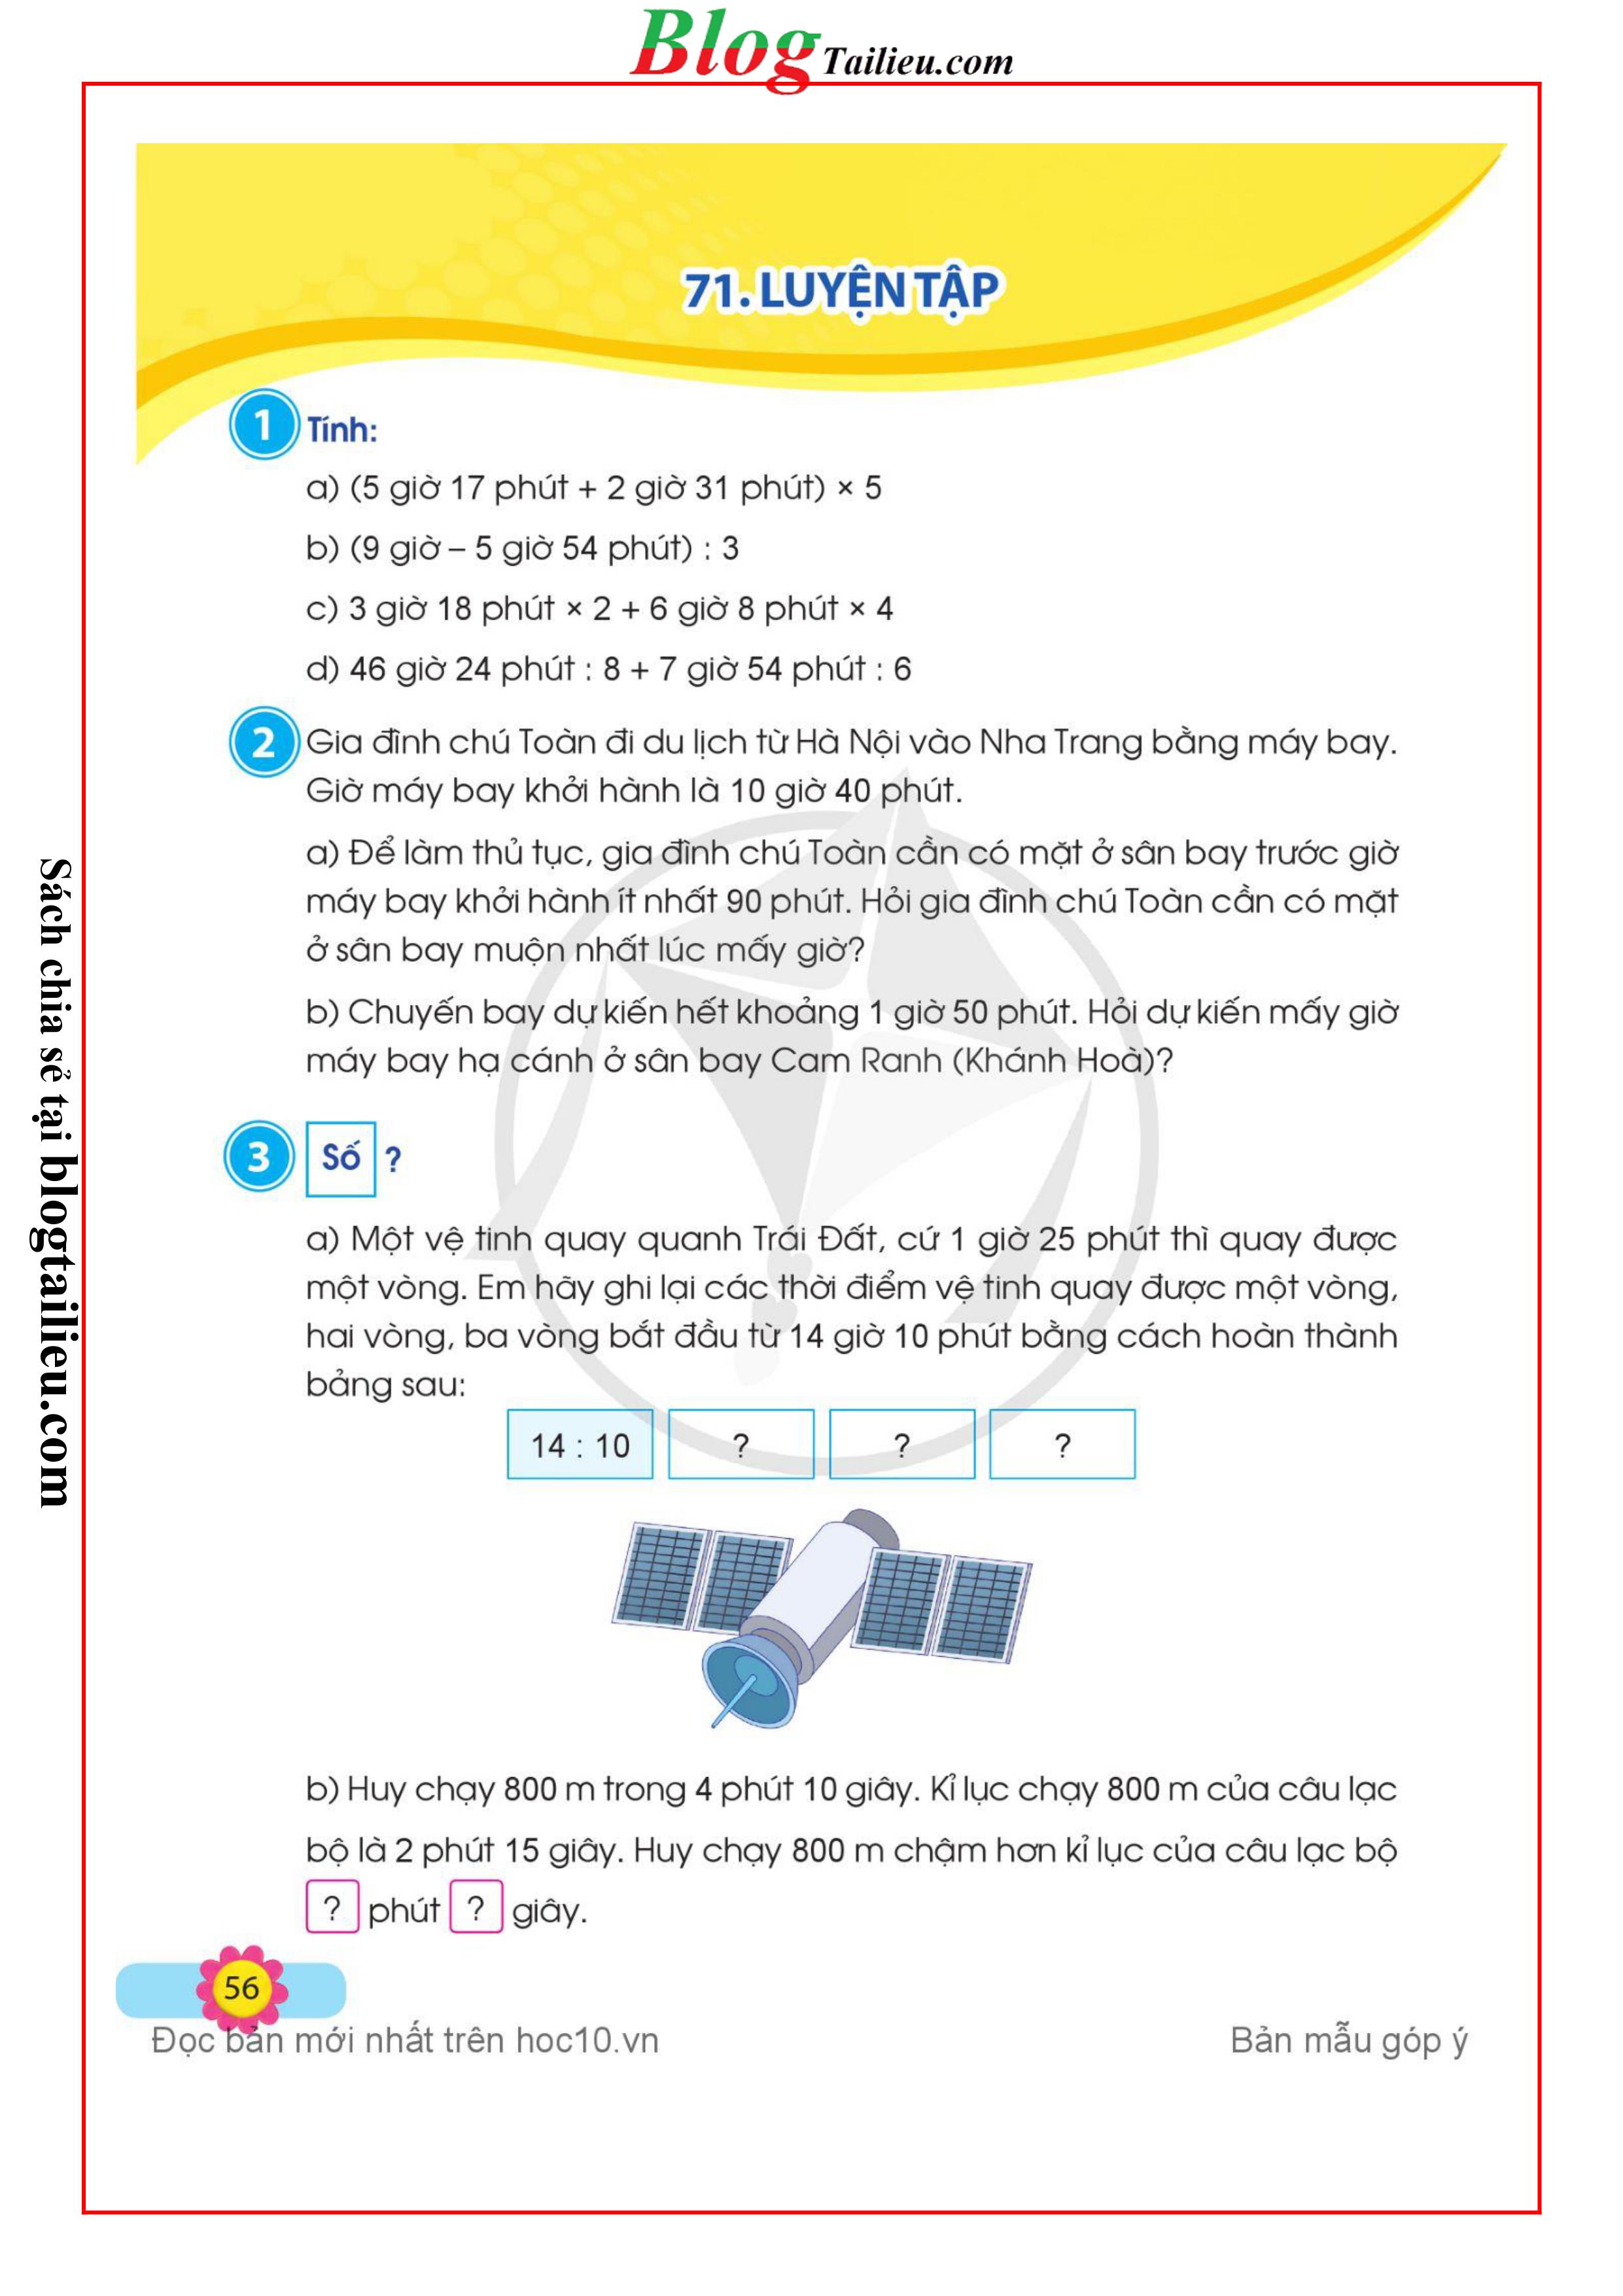 Blog Tailieu.com
71. LUYỆN TẬP
1 Tính:
a) (5 giờ 17 phút + 2 giờ 31 phút) × 5
b) (9 giờ – 5 giờ 54 phút) : 3
c) 3 giờ 18 phút × 2 + 6 giờ 8 phút × 4
d) 46 giờ 24 phút : 8 + 7 giờ 54 phút : 6
2 Gia đình chú Toàn đi du lịch từ Hà Nội vào Nha Trang bằng máy bay.
Giờ máy bay khởi hành là 10 giờ 40 phút.
a) Để làm thủ tục, gia đình chú Toàn cần có mặt ở sân bay trước giờ
máy bay khởi hành ít nhất 90 phút. Hỏi gia đình chú Toàn cần có mặt
ở sân bay muộn nhất lúc mấy giờ?
b) Chuyến bay dự kiến hết khoảng 1 giờ 50 phút. Hỏi dự kiến mấy giờ
máy bay hạ cánh ở sân bay Cam Ranh (Khánh Hoà)?
3 Số ?
a) Một vệ tinh quay quanh Trái Đất, cứ 1 giờ 25 phút thì quay được
một vòng. Em hãy ghi lại các thời điểm vệ tinh quay được một vòng,
hai vòng, ba vòng bắt đầu từ 14 giờ 10 phút bằng cách hoàn thành
bảng sau:
14 : 10 ? ? ?
b) Huy chạy 800 m trong 4 phút 10 giây. Kỉ lục chạy 800 m của câu lạc
bộ là 2 phút 15 giây. Huy chạy 800 m chậm hơn kỉ lục của câu lạc bộ
? phút ? giây.
56
Đọc bản mới nhất trên hoc10.vn
Bản mẫu góp ý
Sách chia sẻ tại blogtailieu.com